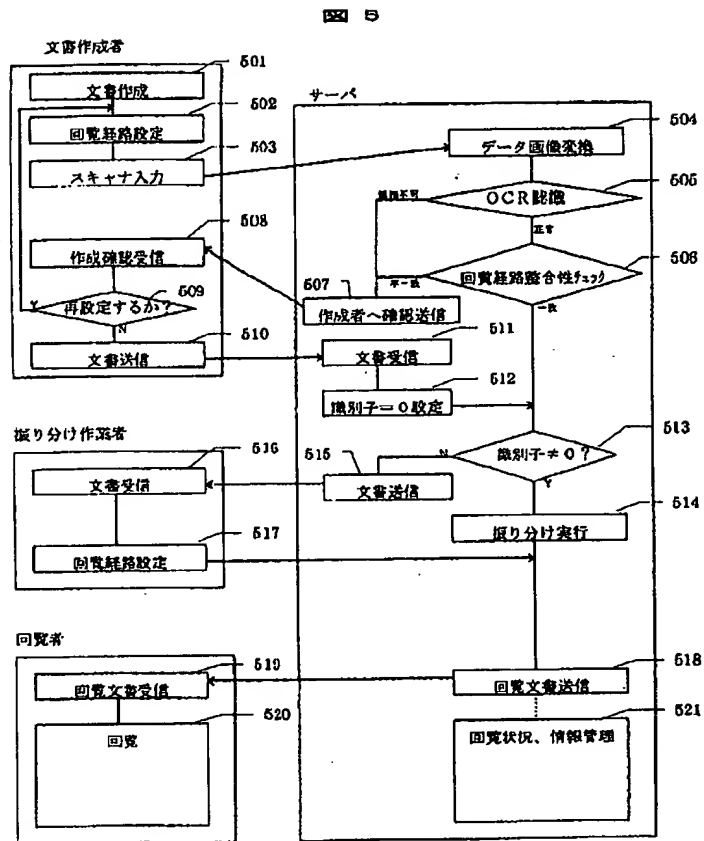 図 5
文書作成者
501
文書作成
502
回覧経路設定
503
スキャナ入力
508
作成確認受信
509
再設定するか?
Y
N
510
文書送信
サーバ
504
データ画像変換
505
OCR認識
認識不可
正常
506
回覧経路整合性チェック
不一致
一致
507
作成者へ確認送信
511
文書受信
512
識別子=0設定
513
識別子≠0?
N
Y
515
文書送信
514
振り分け実行
振り分け作業者
516
文書受信
517
回覧経路設定
回覧者
519
回覧文書受信
520
回覧
518
回覧文書送信
521
回覧状況、情報管理